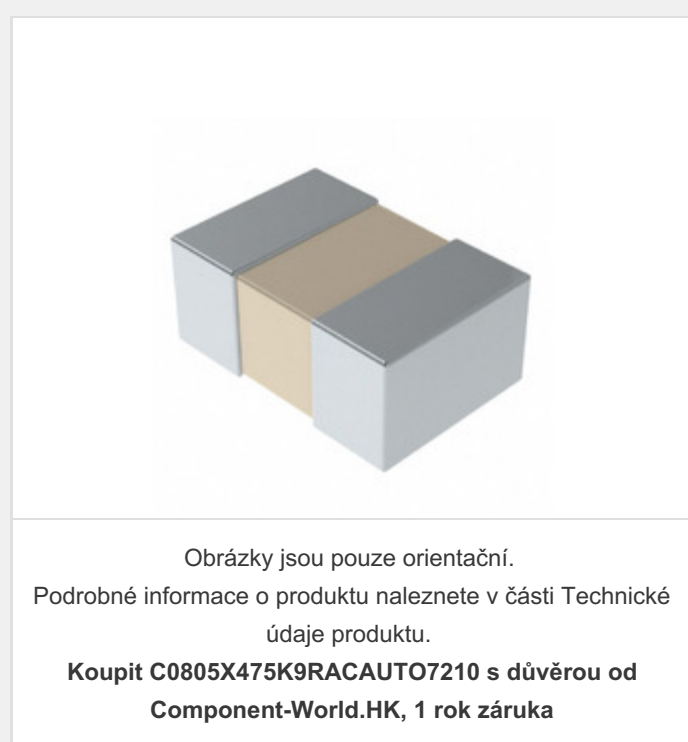 Obrázky jsou pouze orientační.
Podrobné informace o produktu naleznete v části Technické
údaje produktu.
Koupit C0805X475K9RACAUTO7210 s důvěrou od
Component-World.HK, 1 rok záruka